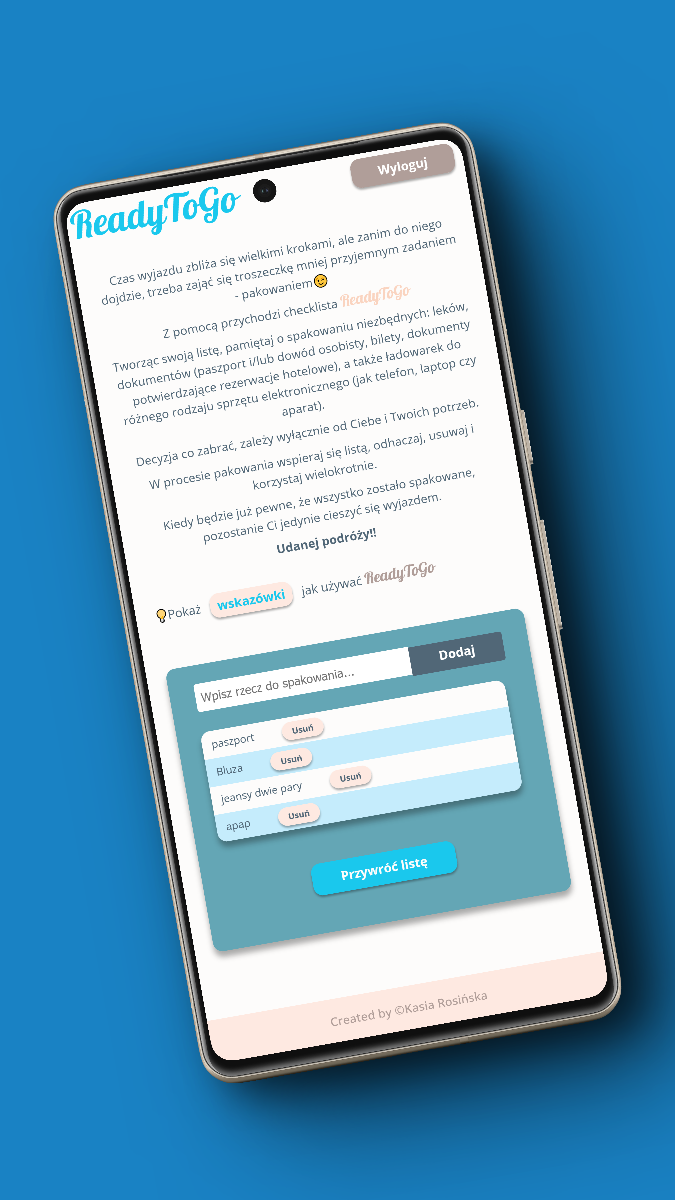 ReadyToGo
Wyloguj
Czas wyjazdu zbliża się wielkimi krokami, ale zanim do niego
dojdzie, trzeba zająć się troszeczkę mniej przyjemnym zadaniem
- pakowaniem
Z pomocą przychodzi checklista ReadyToGo
Tworząc swoją listę, pamiętaj o spakowaniu niezbędnych: leków,
dokumentów (paszport i/lub dowód osobisty, bilety, dokumenty
potwierdzające rezerwacje hotelowe), a także ładowarek do
różnego rodzaju sprzętu elektronicznego (jak telefon, laptop czy
aparat).
Decyzja co zabrać, zależy wyłącznie od Ciebie i Twoich potrzeb.
W procesie pakowania wspieraj się listą, odhaczaj, usuwaj i
korzystaj wielokrotnie.
Kiedy będzie już pewne, że wszystko zostało spakowane,
pozostanie Ci jedynie cieszyć się wyjazdem.
Udanej podróży!!
Pokaż wskazówki jak używać ReadyToGo
Wpisz rzecz do spakowania... Dodaj
paszport Usuń
Bluza Usuń
jeansy dwie pary Usuń
apap Usuń
Przywróć listę
Created by ©Kasia Rosińska